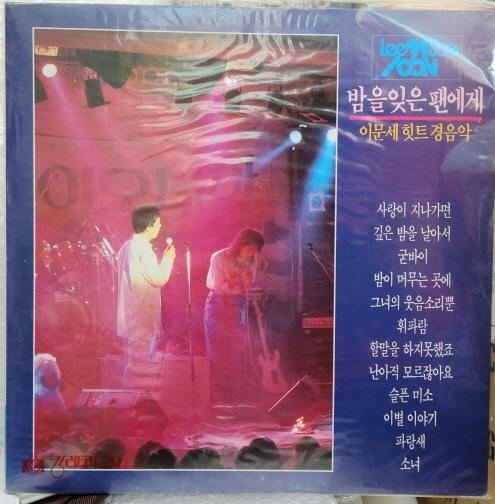 Lee Moon
밤을잊은 팬에게
이문세 힛트 경음악
사랑이 지나가면
깊은 밤을 날아서
굳바이
밤이 머무는 곳에
그녀의 웃음소리뿐
휘파람
할말을 하지못했죠
난아직 모르잖아요
슬픈 미소
이별 이야기
파랑새
소녀
킹레코드